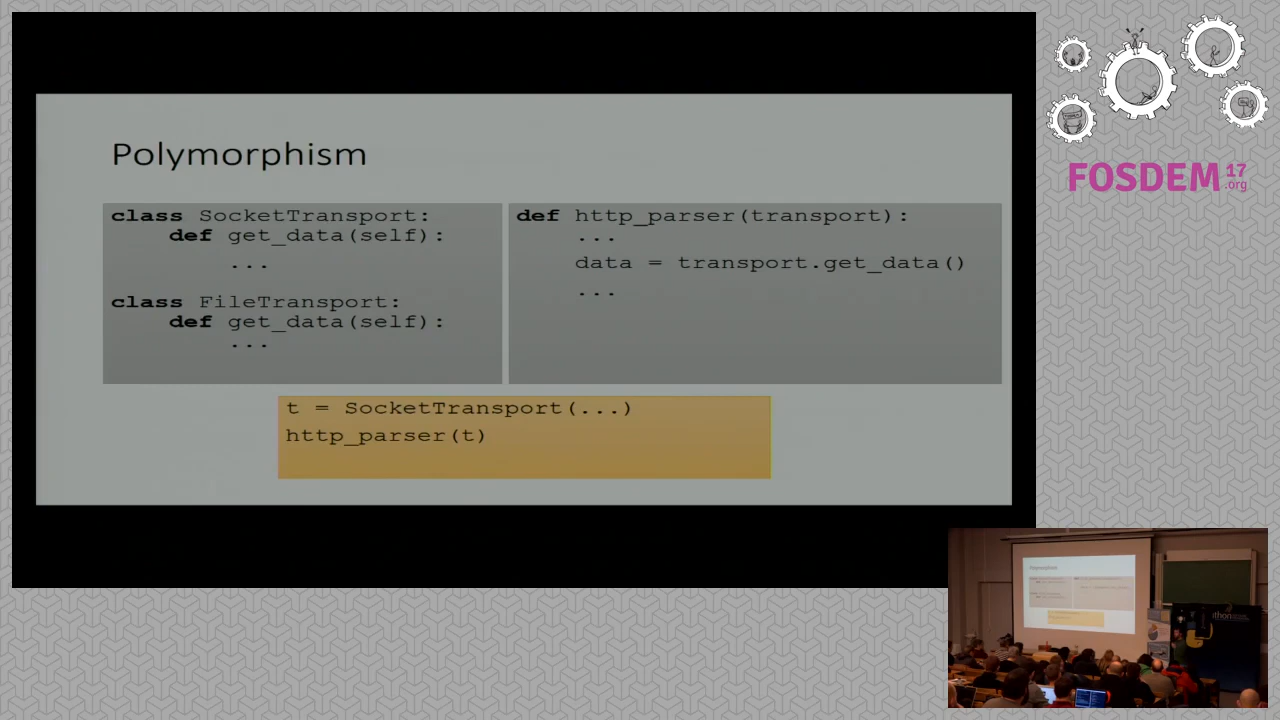 Polymorphism
class SocketTransport:
def get_data(self):
...
class FileTransport:
def get_data(self):
...
def http_parser(transport):
...
data = transport.get_data()
...
t = SocketTransport(...)
http_parser(t)
FOSDEM 17
.org
Polymorphism